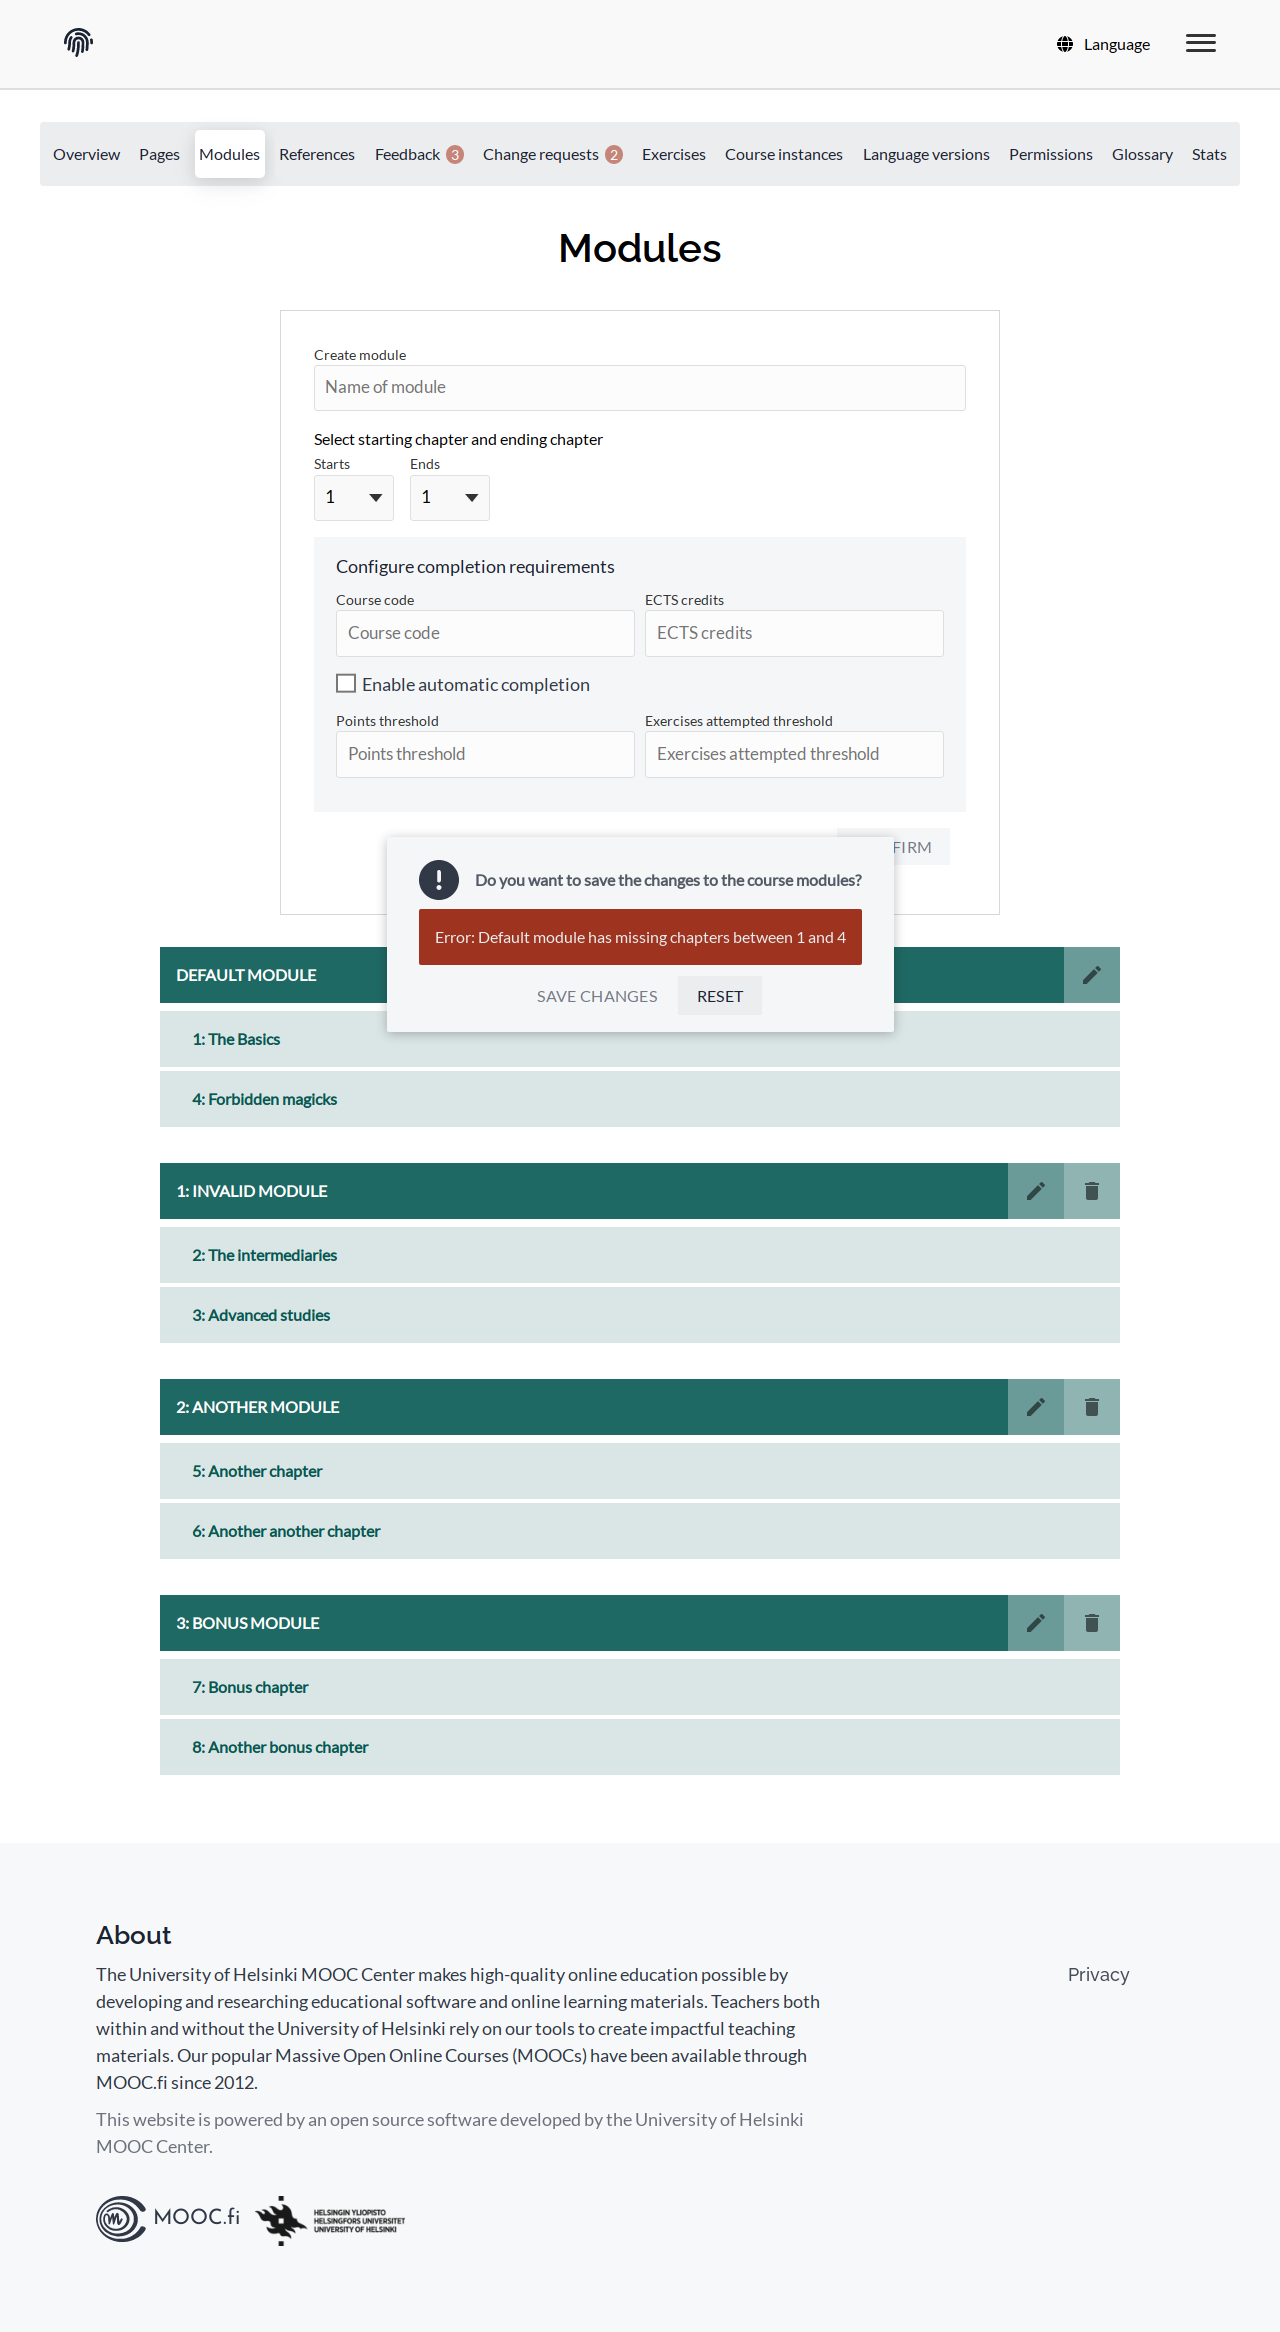 Language
Overview Pages Modules References Feedback 3 Change requests 2 Exercises Course instances Language versions Permissions Glossary Stats
Modules
Create module
Name of module
Select starting chapter and ending chapter
Starts Ends
1 1
Configure completion requirements
Course code ECTS credits
Course code ECTS credits
Enable automatic completion
Points threshold Exercises attempted threshold
Points threshold Exercises attempted threshold
Do you want to save the changes to the course modules?
Error: Default module has missing chapters between 1 and 4
SAVE CHANGES RESET
DEFAULT MODULE
1: The Basics
4: Forbidden magicks
1: INVALID MODULE
2: The intermediaries
3: Advanced studies
2: ANOTHER MODULE
5: Another chapter
6: Another another chapter
3: BONUS MODULE
7: Bonus chapter
8: Another bonus chapter
About
The University of Helsinki MOOC Center makes high-quality online education possible by
developing and researching educational software and online learning materials. Teachers both
within and without the University of Helsinki rely on our tools to create impactful teaching
materials. Our popular Massive Open Online Courses (MOOCs) have been available through
MOOC.fi since 2012.
This website is powered by an open source software developed by the University of Helsinki
MOOC Center.
Privacy
MOOC.fi
HELSINGIN YLIOPISTO
HELSINGFORS UNIVERSITET
UNIVERSITY OF HELSINKI